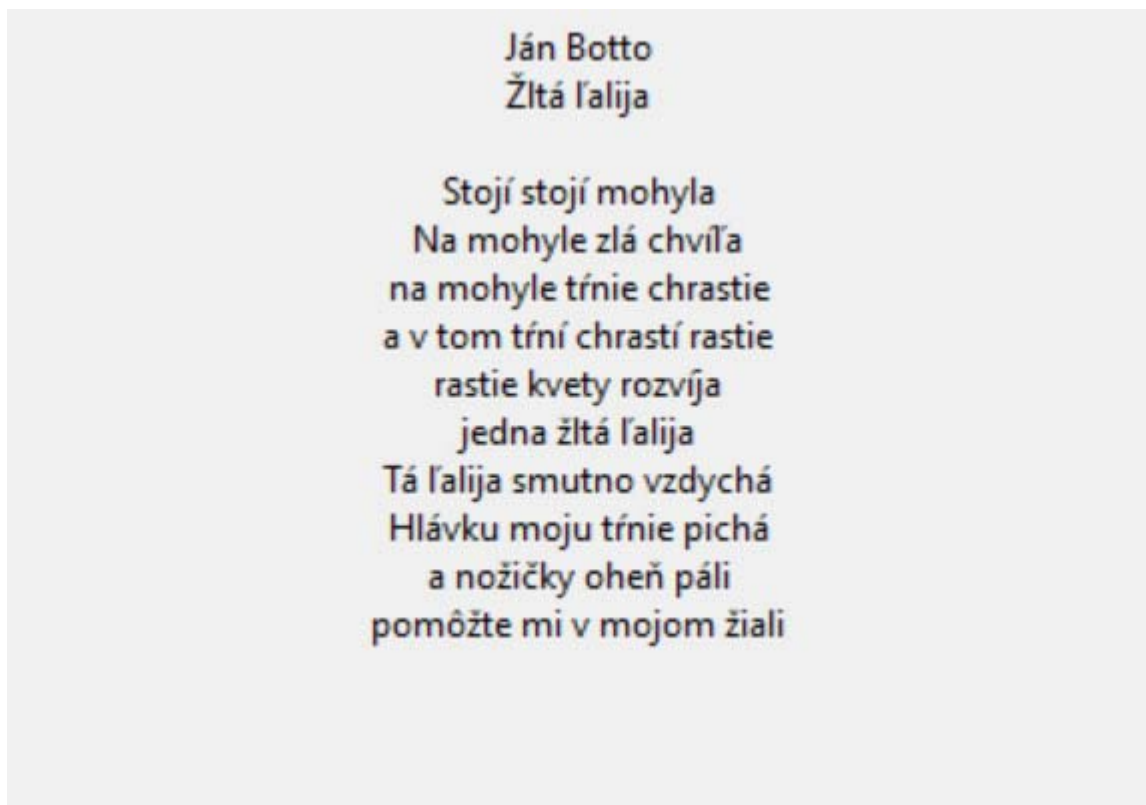 Ján Botto
Žltá ľalija
Stojí stojí mohyla
Na mohyle zlá chvíľa
na mohyle tŕnie chrastie
a v tom tŕní chrastí rastie
rastie kvety rozvíja
jedna žltá ľalija
Tá ľalija smutno vzdychá
Hlávku moju tŕnie pichá
a nožičky oheň páli
pomôžte mi v mojom žiali